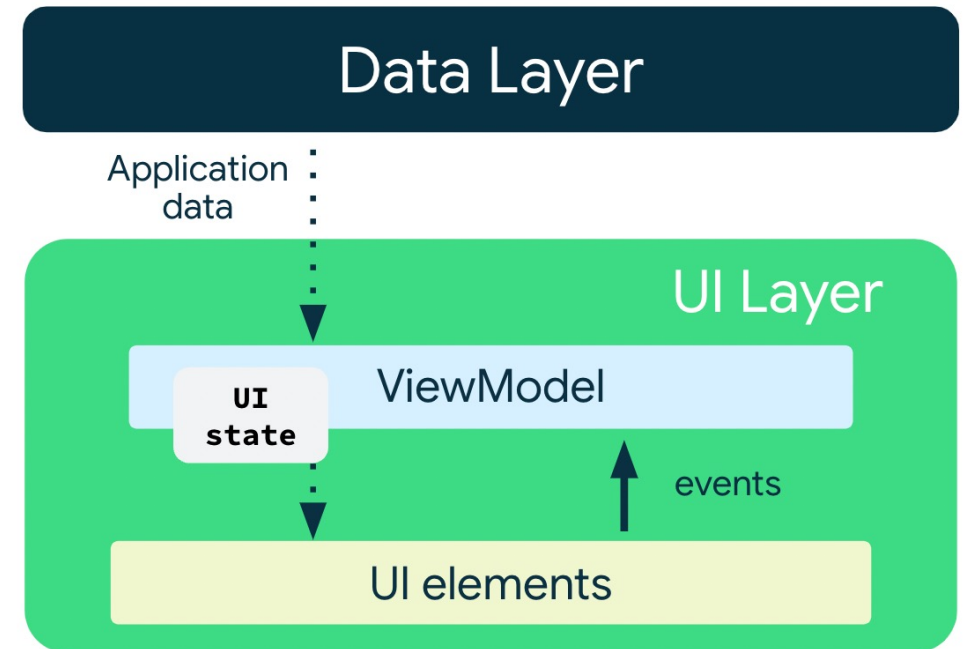 Data Layer
Application
data
UI Layer
ViewModel
UI
state
events
UI elements